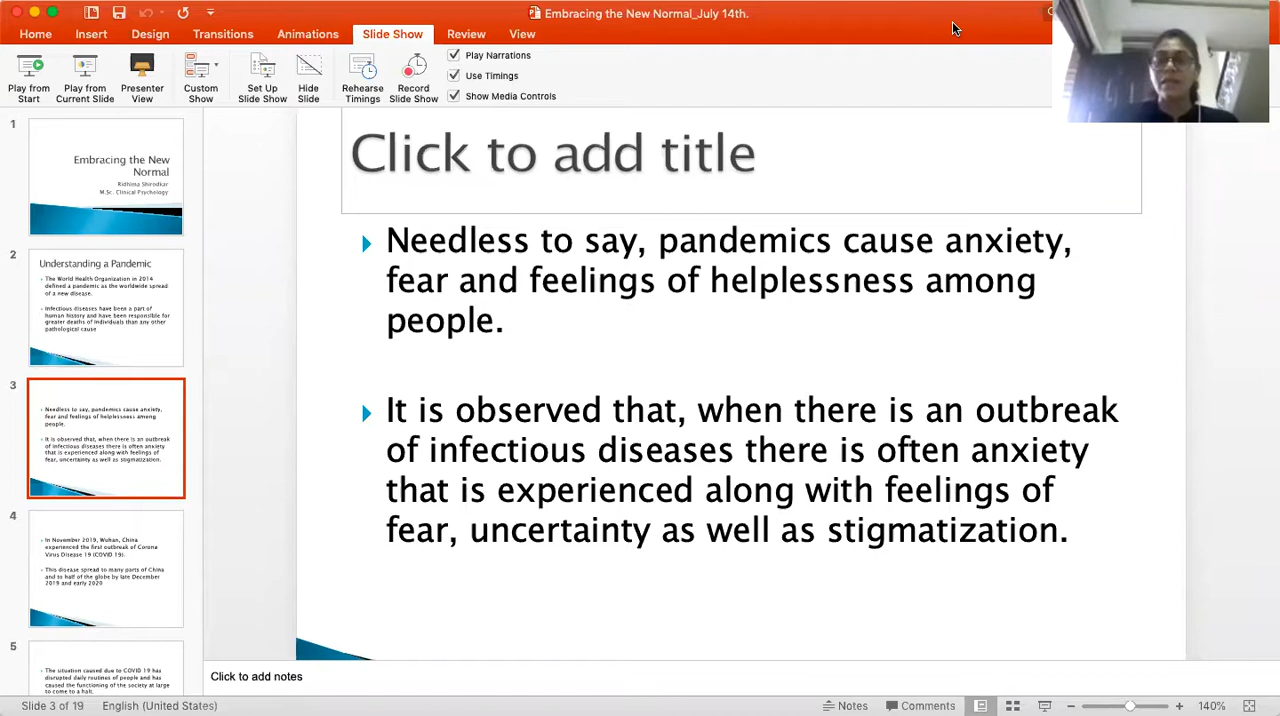 Embracing the New Normal_July 14th.
Home Insert Design Transitions Animations Slide Show Review View
Play from Start
Play from Current Slide
Presenter View
Custom Show
Set Up Slide Show
Hide Slide
Rehearse Timings
Record Slide Show
Play Narrations
Use Timings
Show Media Controls
1
Embracing the New
Normal
Ridhima Shirodkar
M.Sc. Clinical Psychology
2
Understanding a Pandemic
The World Health Organization in 2014
defined a pandemic as the worldwide spread
of a new disease.
Infectious diseases have been a part of
human history and have been responsible for
greater deaths of individuals than any other
pathological cause
3
Needless to say, pandemics cause anxiety,
fear and feelings of helplessness among
people.
It is observed that, when there is an outbreak
of infectious diseases there is often anxiety
that is experienced along with feelings of
fear, uncertainty as well as stigmatization.
4
In November 2019, Wuhan, China
experienced the first outbreak of Corona
Virus Disease 19 (COVID 19).
This disease spread to many parts of China
and to half of the globe by late December
2019 and early 2020
5
The situation caused due to COVID 19 has
disrupted daily routines of people and has
caused the functioning of the society at large
to come to a halt.
Click to add title
Needless to say, pandemics cause anxiety,
fear and feelings of helplessness among
people.
It is observed that, when there is an outbreak
of infectious diseases there is often anxiety
that is experienced along with feelings of
fear, uncertainty as well as stigmatization.
Click to add notes
Slide 3 of 19 English (United States) Notes Comments 140%